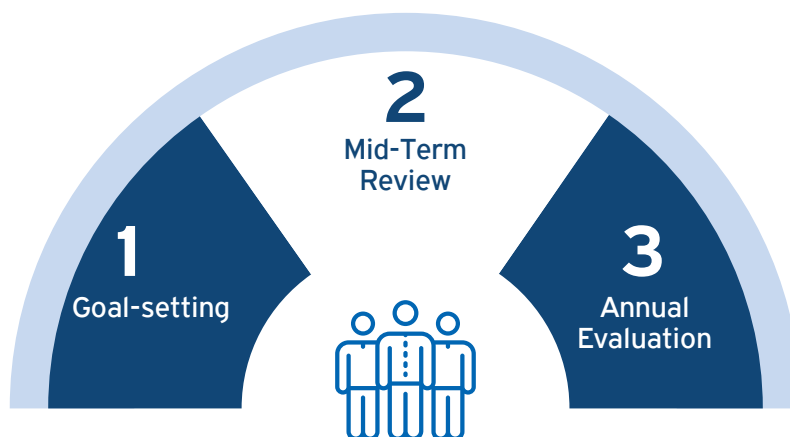 1
Goal-setting
2
Mid-Term
Review
3
Annual
Evaluation